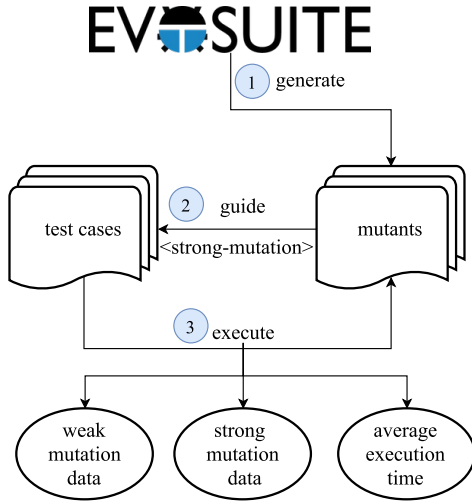 EVOSUITE
1 generate
2 guide
test cases
mutants
<strong-mutation>
3 execute
weak
mutation
data
strong
mutation
data
average
execution
time